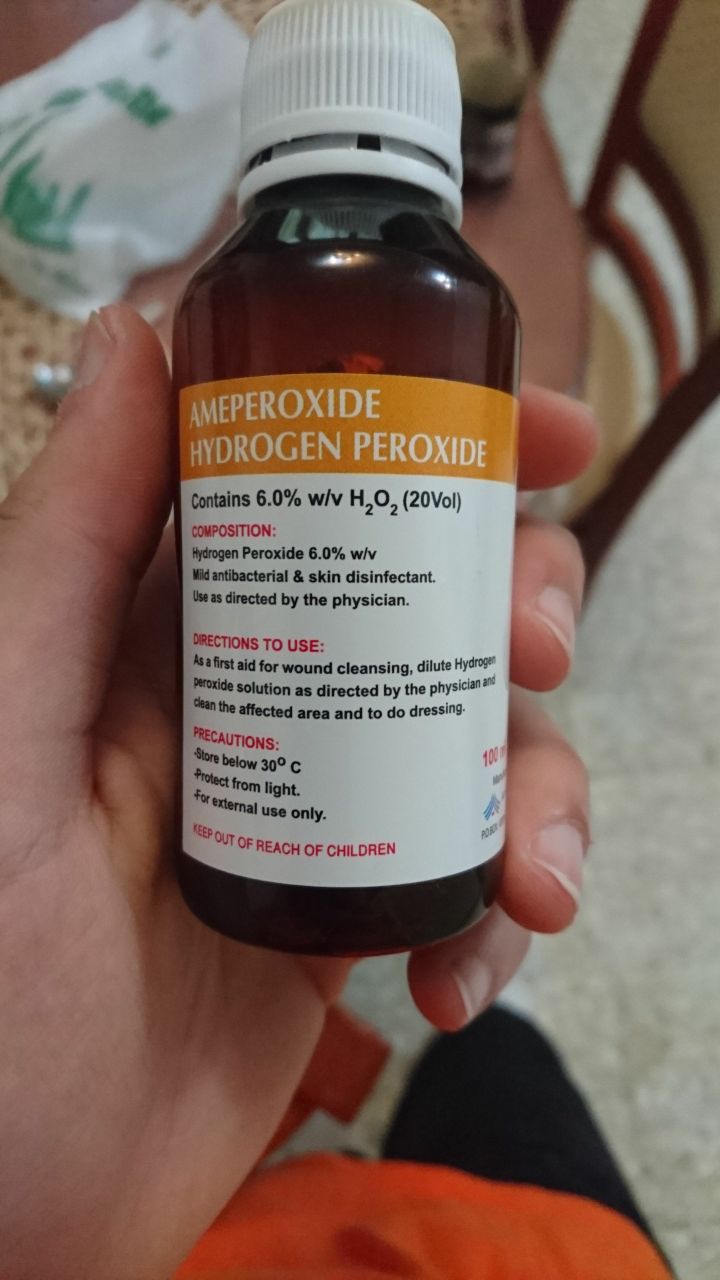 AMEPEROXIDE
HYDROGEN PEROXIDE
Contains 6.0% w/v H₂O₂ (20Vol)
COMPOSITION:
Hydrogen Peroxide 6.0% w/v
Mild antibacterial & skin disinfectant.
Use as directed by the physician.
DIRECTIONS TO USE:
As a first aid for wound cleansing, dilute Hydrogen
peroxide solution as directed by the physician and
clean the affected area and to do dressing.
PRECAUTIONS:
-Store below 30º C
-Protect from light.
-For external use only.
KEEP OUT OF REACH OF CHILDREN
100
P.O.BOX